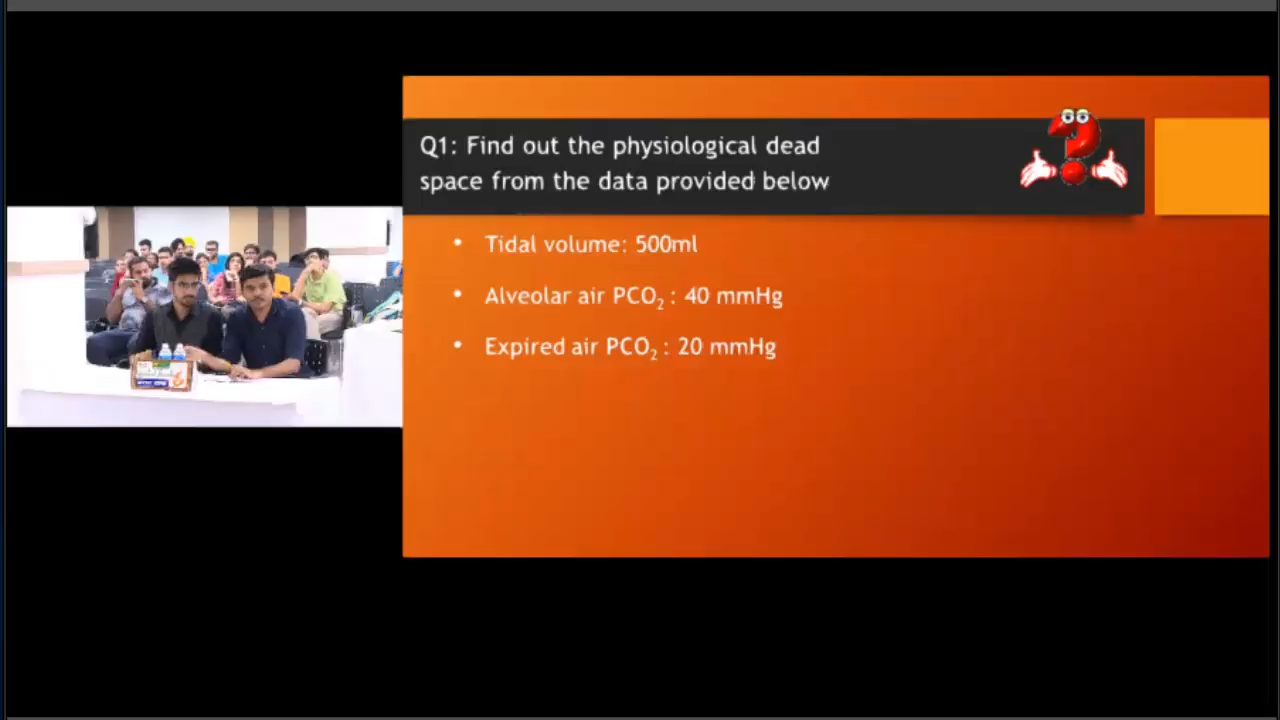 Q1: Find out the physiological dead
space from the data provided below
• Tidal volume: 500ml
• Alveolar air PCO₂ : 40 mmHg
• Expired air PCO₂ : 20 mmHg